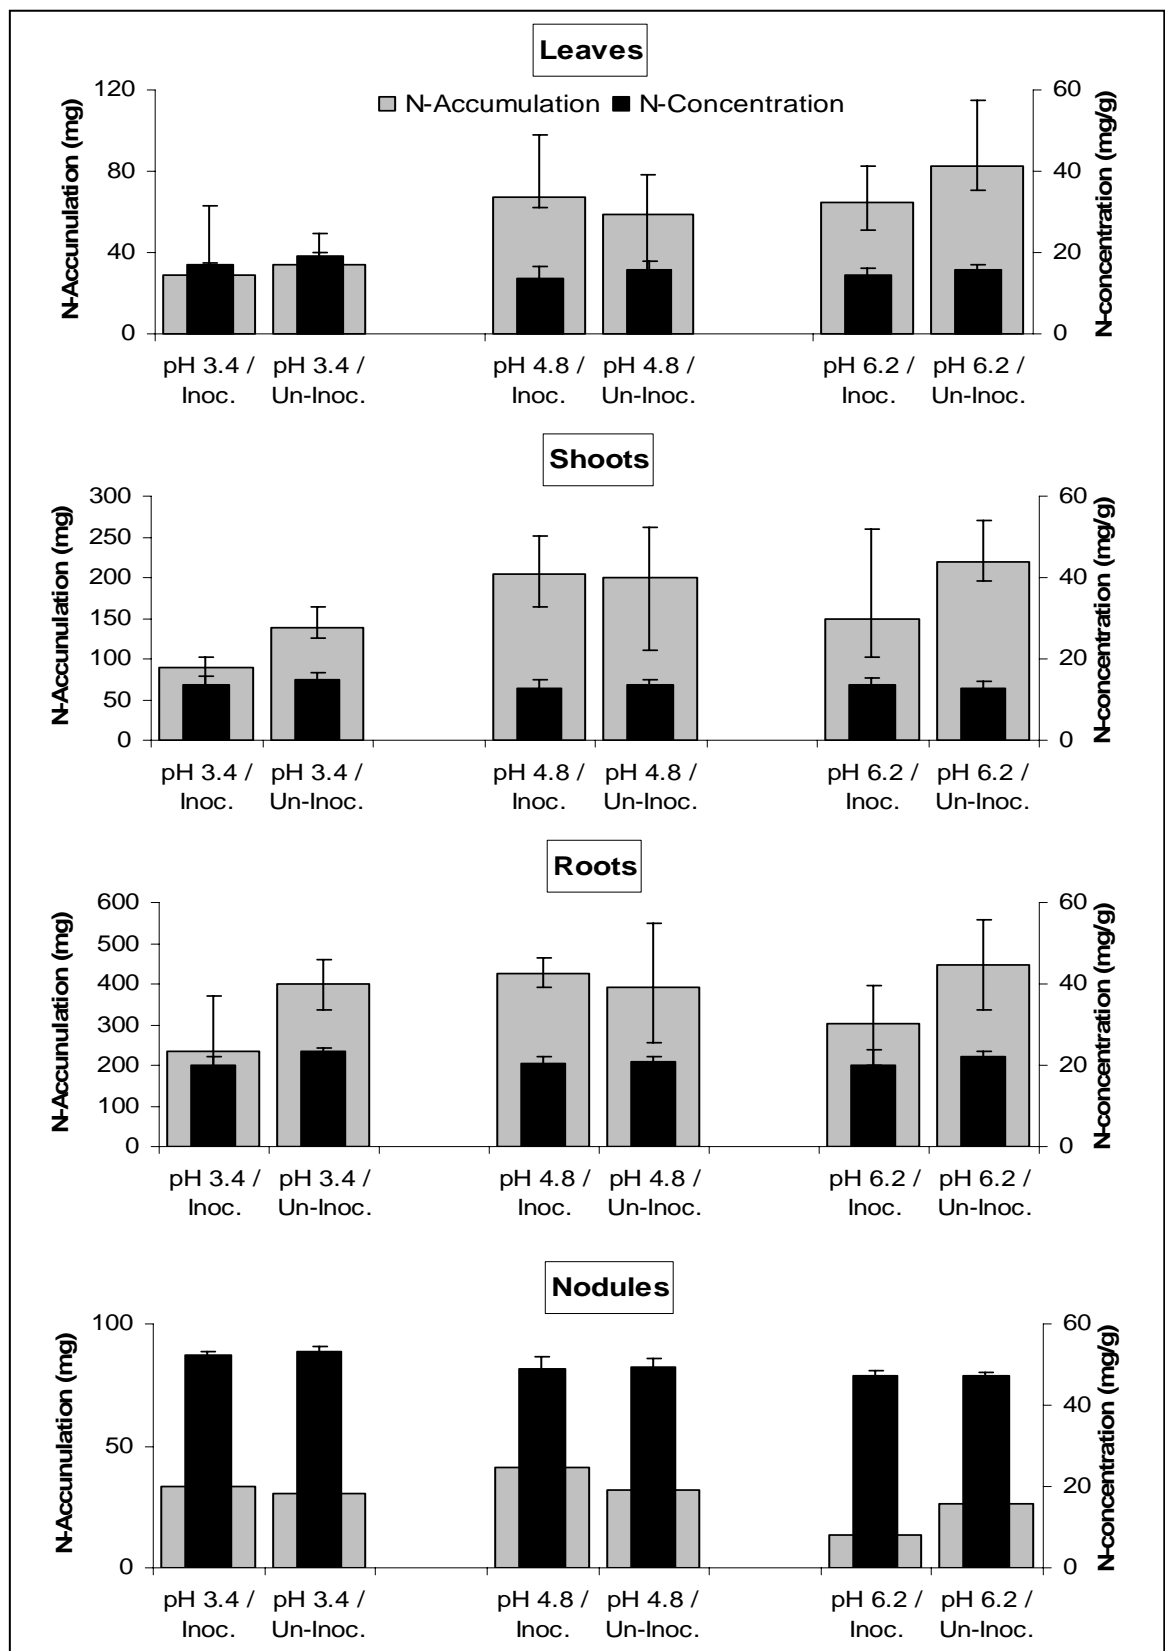 Leaves
N-Accumulation N-Concentration
N-Accunulation (mg)
120
80
40
0
60
40
20
0
N-concentration (mg/g)
pH 3.4 / pH 3.4 / pH 4.8 / pH 4.8 / pH 6.2 / pH 6.2 /
Inoc. Un-Inoc. Inoc. Un-Inoc. Inoc. Un-Inoc.
Shoots
N-Accunulation (mg)
300
250
200
150
100
50
0
60
40
20
0
N-concentration (mg/g)
pH 3.4 / pH 3.4 / pH 4.8 / pH 4.8 / pH 6.2 / pH 6.2 /
Inoc. Un-Inoc. Inoc. Un-Inoc. Inoc. Un-Inoc.
Roots
N-Accunulation (mg)
600
500
400
300
200
100
0
60
40
20
0
N-concentration (mg/g)
pH 3.4 / pH 3.4 / pH 4.8 / pH 4.8 / pH 6.2 / pH 6.2 /
Inoc. Un-Inoc. Inoc. Un-Inoc. Inoc. Un-Inoc.
Nodules
N-Accunulation (mg)
100
50
0
60
40
20
0
N-concentration (mg/g)
pH 3.4 / pH 3.4 / pH 4.8 / pH 4.8 / pH 6.2 / pH 6.2 /
Inoc. Un-Inoc. Inoc. Un-Inoc. Inoc. Un-Inoc.